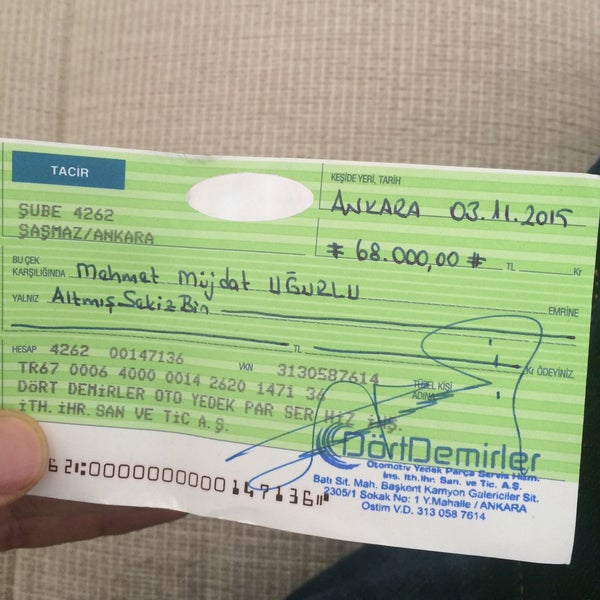 TACİR
KEŞİDE YERİ, TARİH
ANKARA 03.11.2015
ŞUBE 4262
ŞAŞMAZ/ANKARA
# 68.000,00 # TL Kr
BU ÇEK
KARŞILIĞINDA Mehmet Müjdat UĞURLU EMRİNE
YALNIZ Altmış Sekiz Bin
TL Kr ÖDEYİNİZ
HESAP 4262 00147136 VKN 3130587614
TR67 0006 4000 0014 2620 1471 36 TÜZEL KİŞİ
ADINA
DÖRT DEMİRLER OTO YEDEK PAR SER HİZ İNŞ.
İTH. İHR. SAN VE TİC A.Ş.
DörtDemirler
Otomotiv Yedek Parça Servis Hizm.
İnş. İth. İhr. San. ve Tic. A.Ş.
Batı Sit. Mah. Başkent Kamyon Galericiler Sit.
2305/1 Sokak No: 1 Y.Mahalle / ANKARA
Ostim V.D. 313 058 7614
62⑆00000000000⑈147136⑈